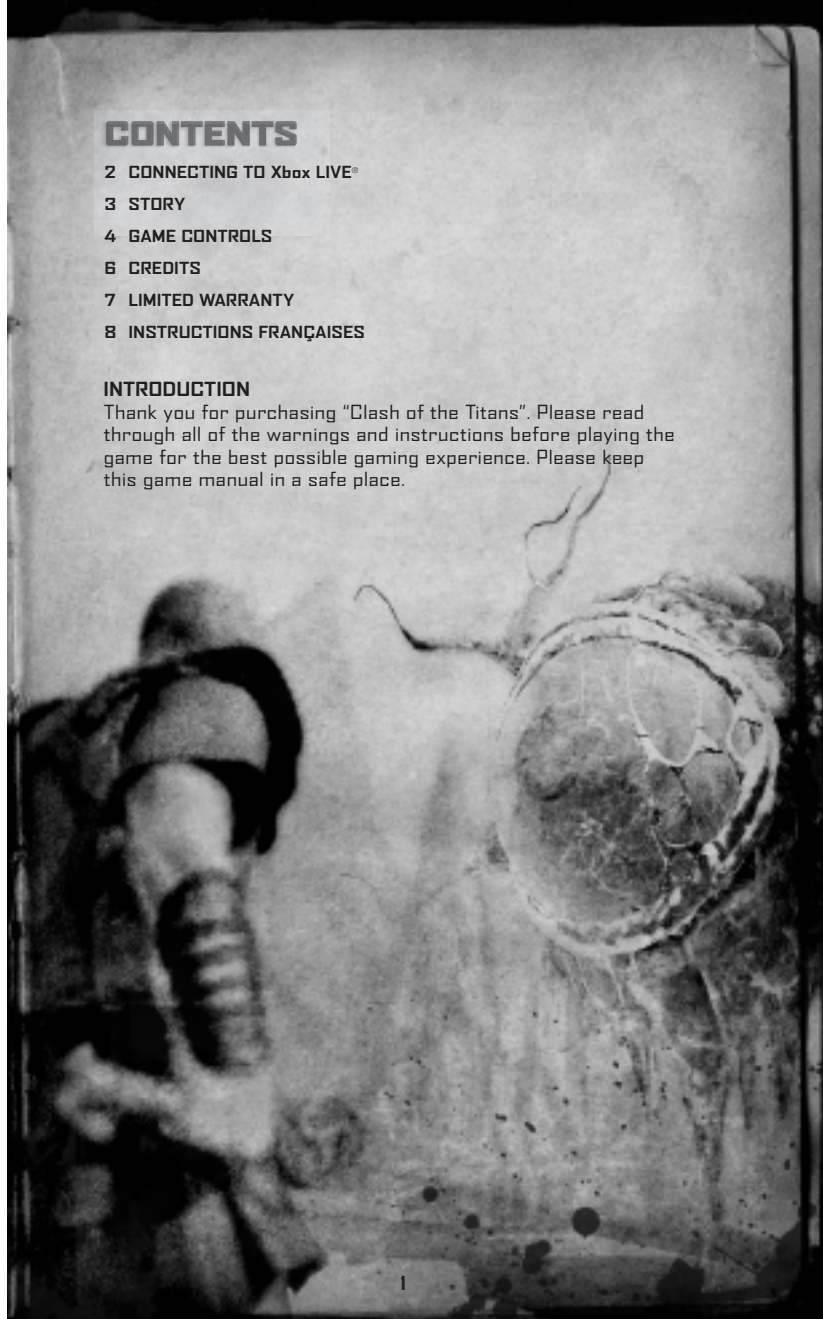 CONTENTS
2 CONNECTING TO Xbox LIVE®
3 STORY
4 GAME CONTROLS
6 CREDITS
7 LIMITED WARRANTY
8 INSTRUCTIONS FRANÇAISES
INTRODUCTION
Thank you for purchasing “Clash of the Titans”. Please read
through all of the warnings and instructions before playing the
game for the best possible gaming experience. Please keep
this game manual in a safe place.
1